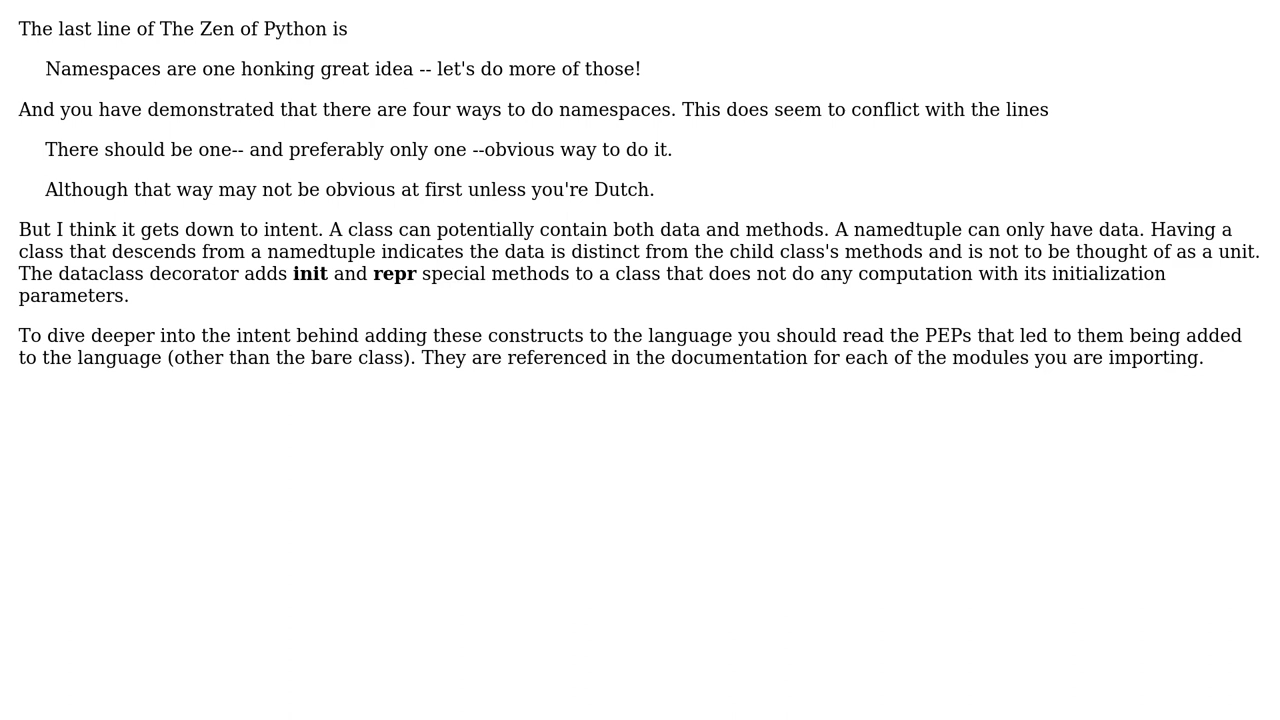 The last line of The Zen of Python is
Namespaces are one honking great idea -- let's do more of those!
And you have demonstrated that there are four ways to do namespaces. This does seem to conflict with the lines
There should be one-- and preferably only one --obvious way to do it.
Although that way may not be obvious at first unless you're Dutch.
But I think it gets down to intent. A class can potentially contain both data and methods. A namedtuple can only have data. Having a
class that descends from a namedtuple indicates the data is distinct from the child class's methods and is not to be thought of as a unit.
The dataclass decorator adds init and repr special methods to a class that does not do any computation with its initialization
parameters.
To dive deeper into the intent behind adding these constructs to the language you should read the PEPs that led to them being added
to the language (other than the bare class). They are referenced in the documentation for each of the modules you are importing.